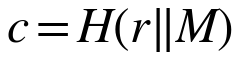 c = H(r||M)